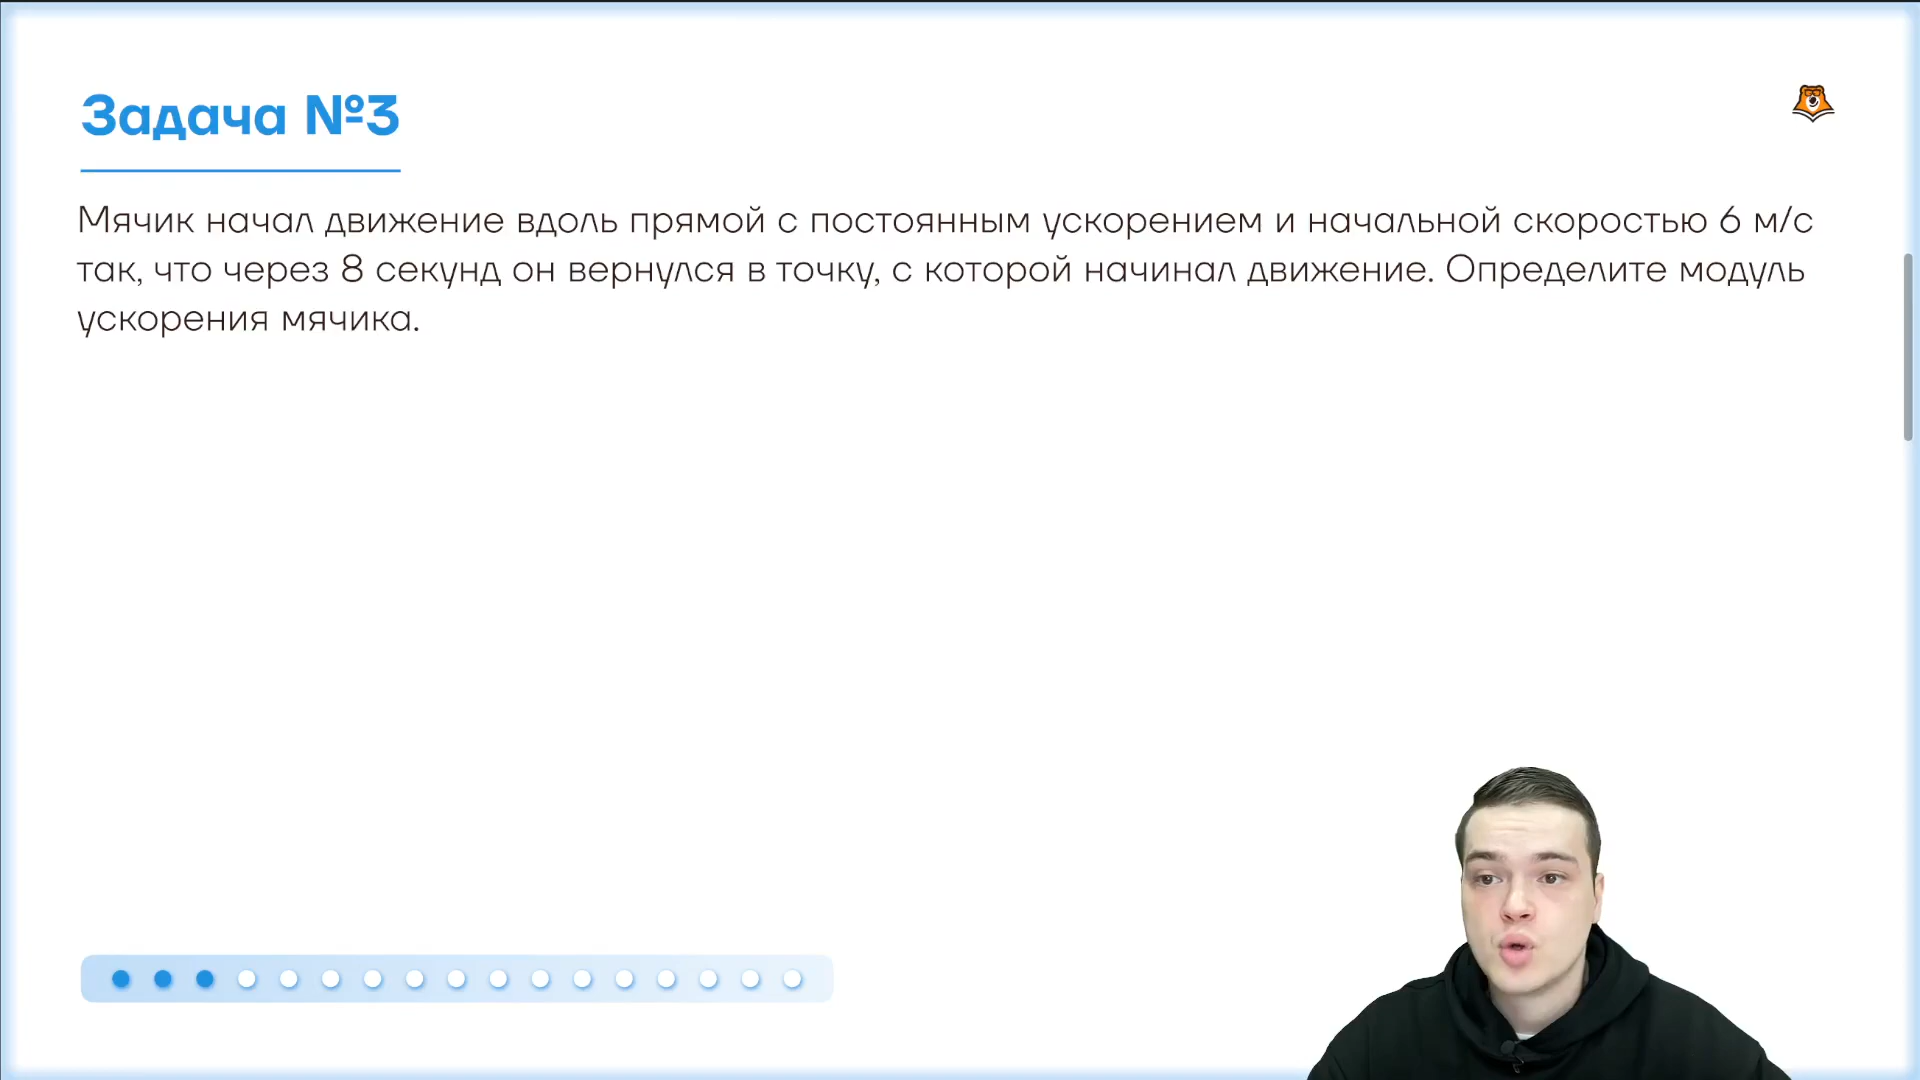 Задача №3
Мячик начал движение вдоль прямой с постоянным ускорением и начальной скоростью 6 м/с
так, что через 8 секунд он вернулся в точку, с которой начинал движение. Определите модуль
ускорения мячика.